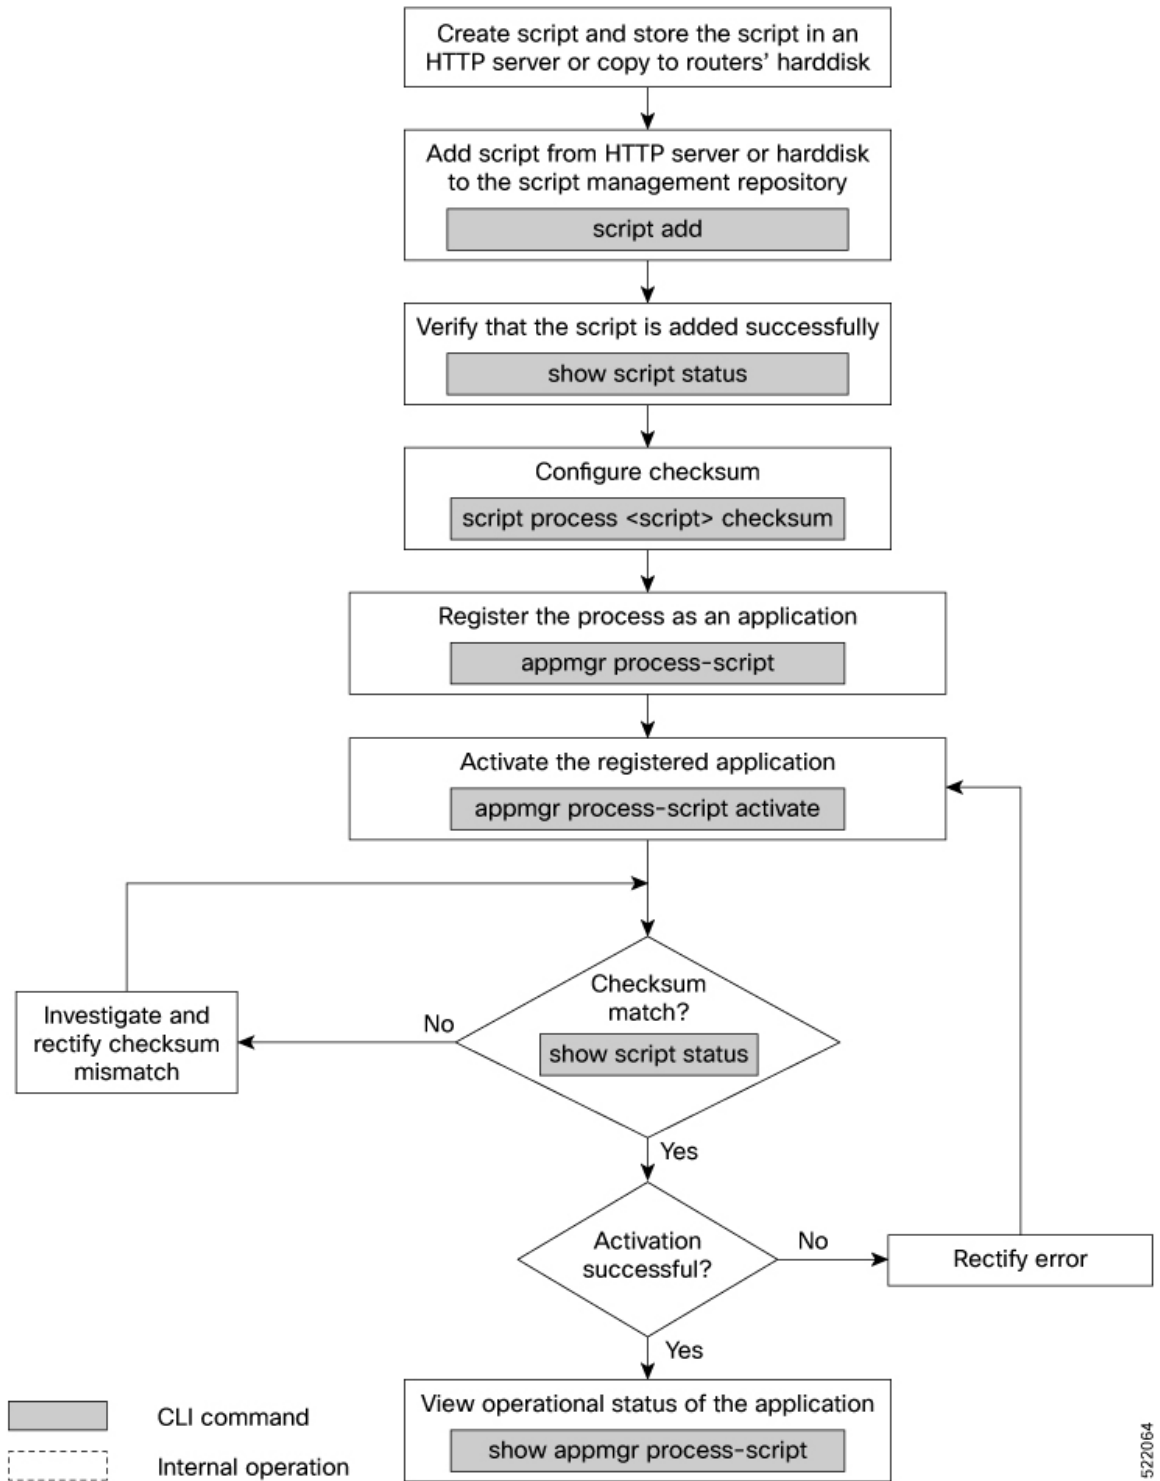 Create script and store the script in an
HTTP server or copy to routers' harddisk
Add script from HTTP server or harddisk
to the script management repository
script add
Verify that the script is added successfully
show script status
Configure checksum
script process <script> checksum
Register the process as an application
appmgr process-script
Activate the registered application
appmgr process-script activate
Checksum
match?
show script status
No
Investigate and
rectify checksum
mismatch
Yes
Activation
successful?
No
Rectify error
Yes
View operational status of the application
show appmgr process-script
CLI command
Internal operation
522064